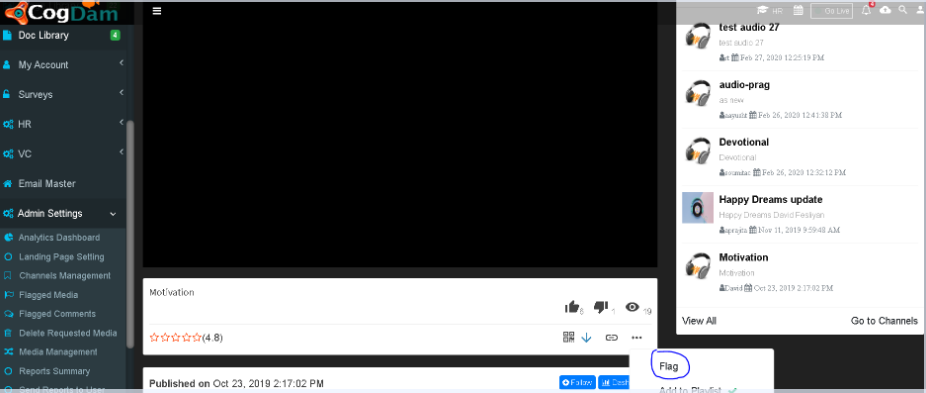 CogDam
HR
Go Live
4
Doc Library
4
My Account
Surveys
HR
VC
Email Master
Admin Settings
Analytics Dashboard
Landing Page Setting
Channels Management
Flagged Media
Flagged Comments
Delete Requested Media
Media Management
Reports Summary
Send Reports to User
Motivation
6
1
19
(4.8)
Flag
Add to Playlist
Published on Oct 23, 2019 2:17:02 PM
Follow
test audio 27
test audio 27
Feb 27, 2020 12:25:19 PM
audio-prag
as new
aayusht Feb 26, 2020 12:41:38 PM
Devotional
Devotional
Feb 26, 2020 12:32:12 PM
Happy Dreams update
Happy Dreams David Fesliyan
aprajita Nov 11, 2019 9:59:48 AM
Motivation
Motivation
David Oct 23, 2019 2:17:02 PM
View All
Go to Channels